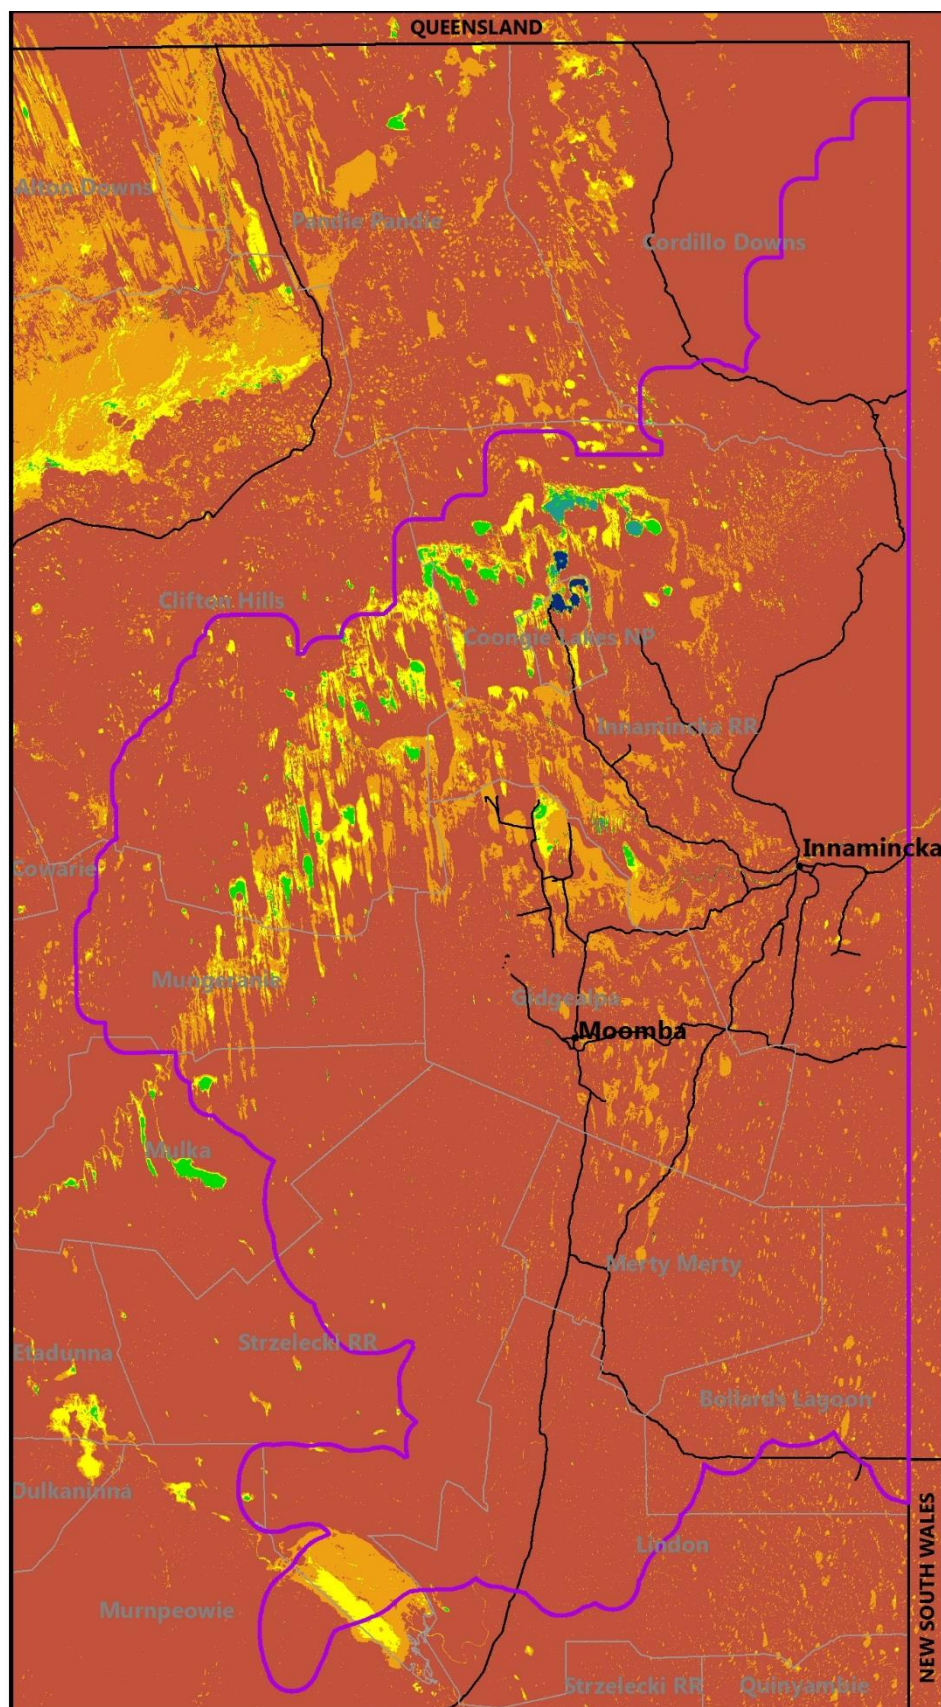 QUEENSLAND
Alton Downs
Pandie Pandie
Cordillo Downs
Clifton Hills
Coongie Lakes NP
Innamincka RR
Innamincka
Cowarie
Mungeranie
Gidgealpa
Moomba
Mulka
Merty Merty
Strzelecki RR
Etadunna
Bollards Lagoon
Dulkaninna
Lindon
Murnpeowie
NEW SOUTH WALES
Strzelecki RR
Quinyambie